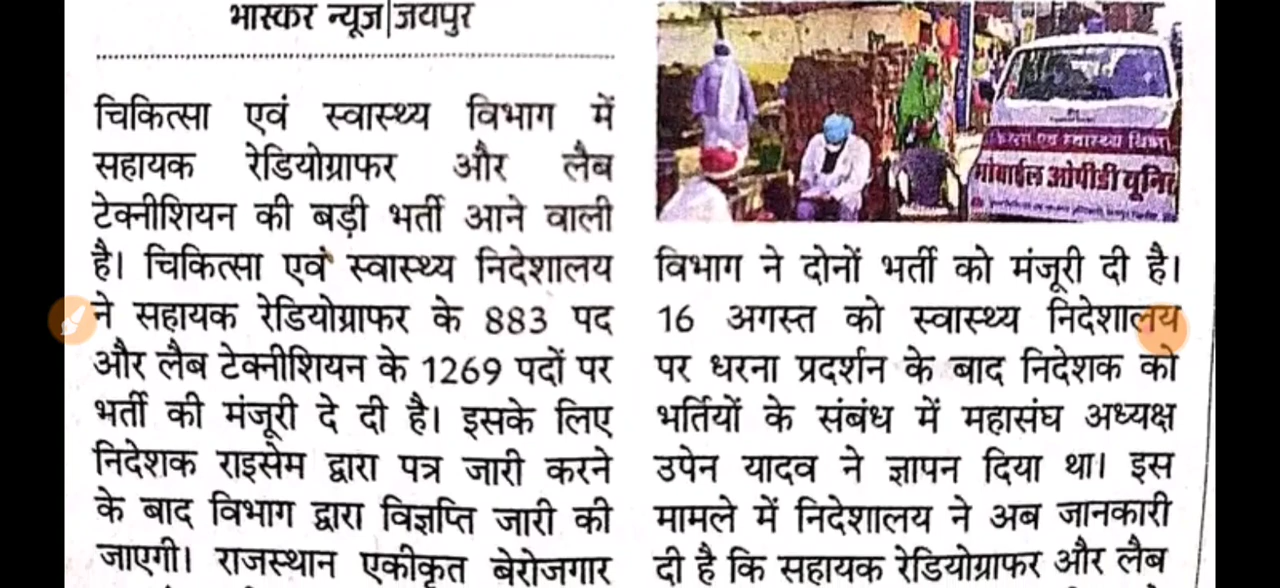 भास्कर न्यूज|जयपुर
चिकित्सा एवं स्वास्थ्य विभाग में
सहायक रेडियोग्राफर और लैब
टेक्नीशियन की बड़ी भर्ती आने वाली
है। चिकित्सा एवं स्वास्थ्य निदेशालय
ने सहायक रेडियोग्राफर के 883 पद
और लैब टेक्नीशियन के 1269 पदों पर
भर्ती की मंजूरी दे दी है। इसके लिए
निदेशक राइसेम द्वारा पत्र जारी करने
के बाद विभाग द्वारा विज्ञप्ति जारी की
जाएगी। राजस्थान एकीकृत बेरोजगार
मोबाईल ओपीडी यूनिट
विभाग ने दोनों भर्ती को मंजूरी दी है।
16 अगस्त को स्वास्थ्य निदेशालय
पर धरना प्रदर्शन के बाद निदेशक को
भर्तियों के संबंध में महासंघ अध्यक्ष
उपेन यादव ने ज्ञापन दिया था। इस
मामले में निदेशालय ने अब जानकारी
दी है कि सहायक रेडियोग्राफर और लैब